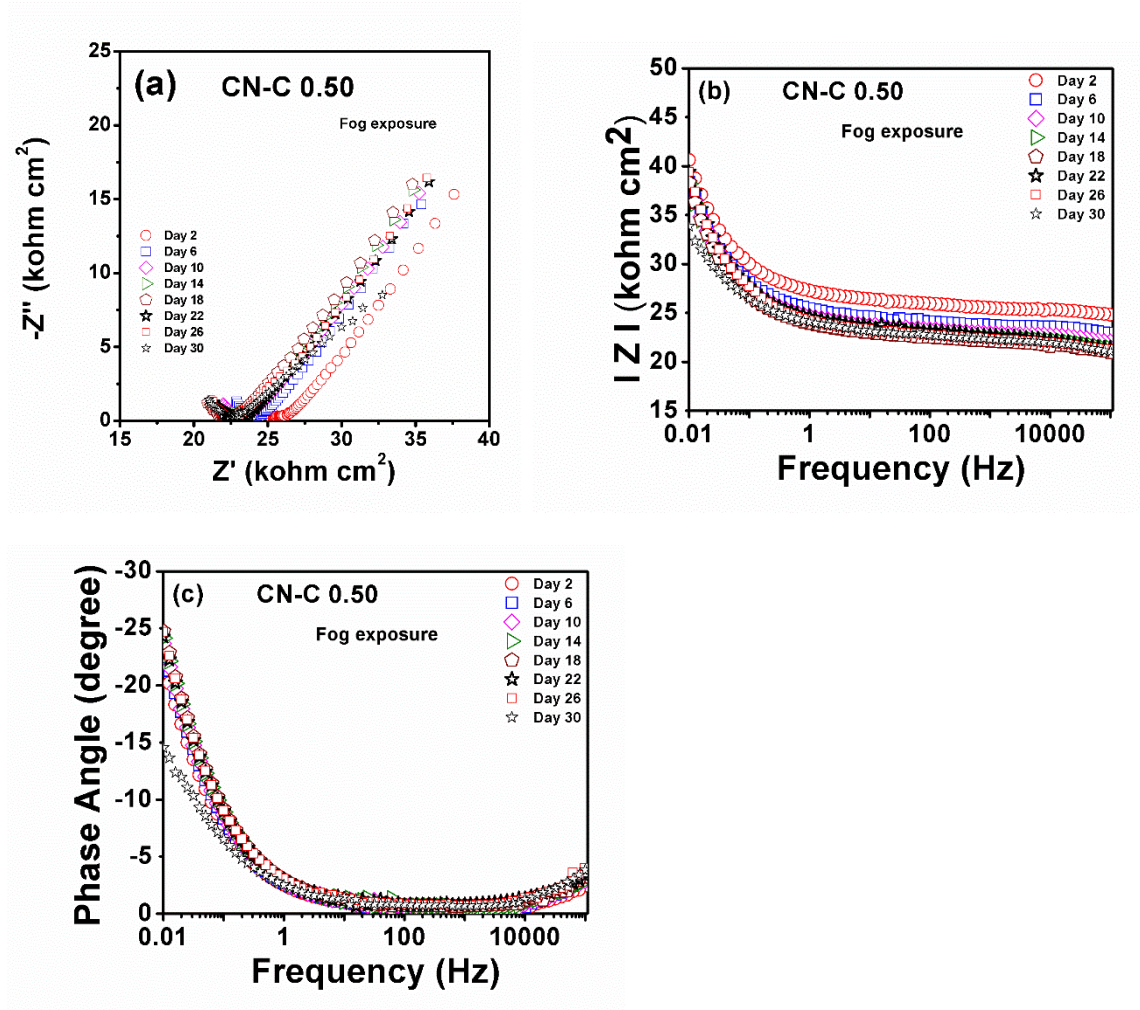 (a)
CN-C 0.50
Fog exposure
-Z" (kohm cm2)
25
20
15
10
5
0
Day 2
Day 6
Day 10
Day 14
Day 18
Day 22
Day 26
Day 30
15 20 25 30 35 40
Z' (kohm cm2)
(b)
CN-C 0.50
Fog exposure
I Z I (kohm cm2)
50
45
40
35
30
25
20
15
Day 2
Day 6
Day 10
Day 14
Day 18
Day 22
Day 26
Day 30
0.01 1 100 10000
Frequency (Hz)
(c)
CN-C 0.50
Fog exposure
Phase Angle (degree)
-30
-25
-20
-15
-10
-5
0
Day 2
Day 6
Day 10
Day 14
Day 18
Day 22
Day 26
Day 30
0.01 1 100 10000
Frequency (Hz)